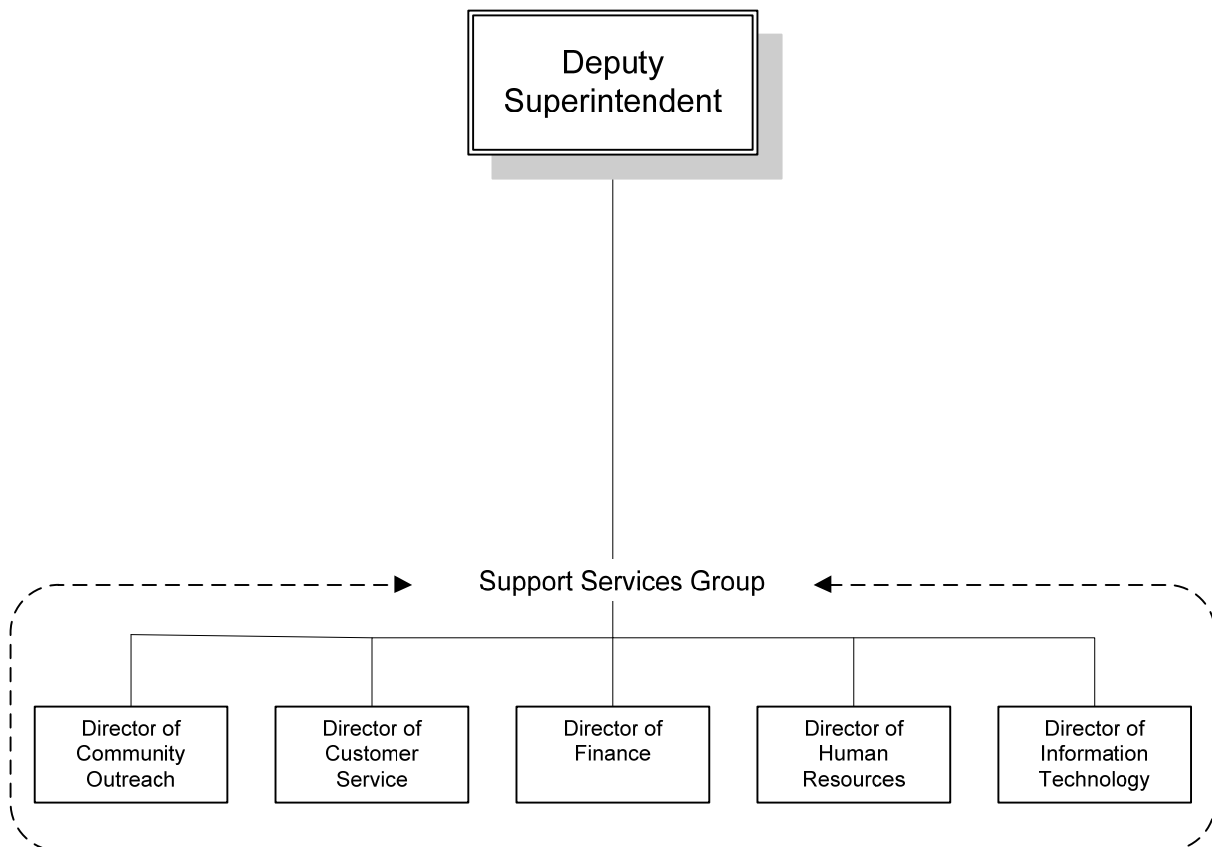 Deputy
Superintendent
Support Services Group
Director of
Community
Outreach
Director of
Customer
Service
Director of
Finance
Director of
Human
Resources
Director of
Information
Technology